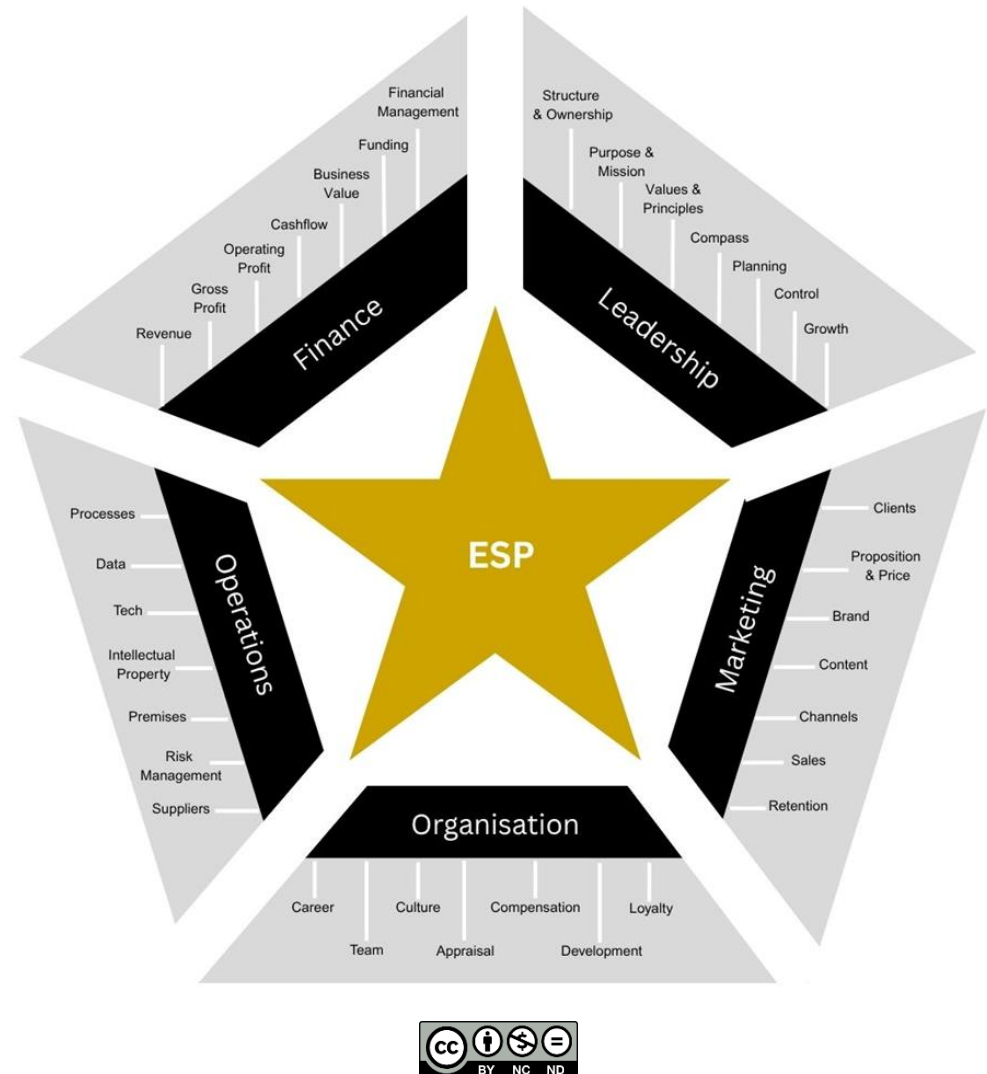 Financial
Management
Funding
Business
Value
Cashflow
Operating
Profit
Gross
Profit
Revenue
Finance
Structure
& Ownership
Purpose &
Mission
Values &
Principles
Compass
Planning
Control
Growth
Leadership
ESP
Processes
Data
Tech
Intellectual
Property
Premises
Risk
Management
Suppliers
Operations
Clients
Proposition
& Price
Brand
Content
Channels
Sales
Retention
Marketing
Organisation
Career
Team
Culture
Appraisal
Compensation
Development
Loyalty
cc
BY NC ND